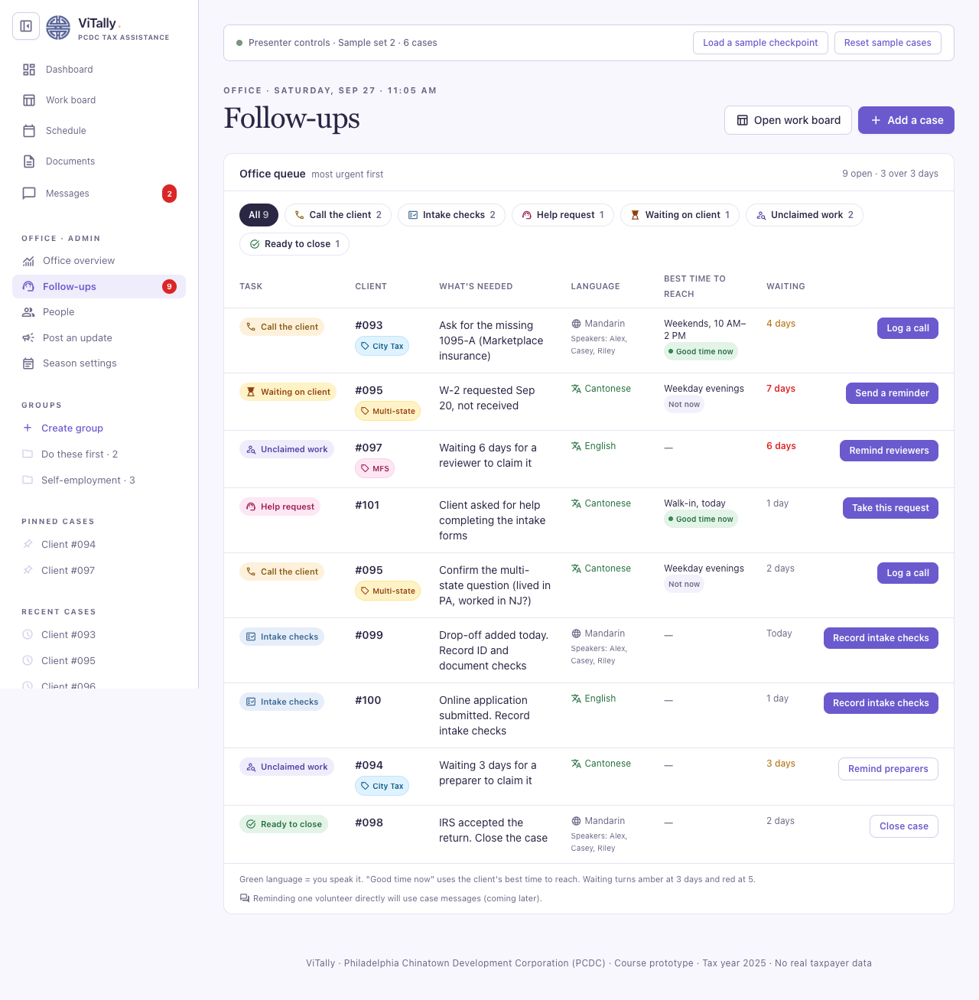 ViTally.
PCDC TAX ASSISTANCE
Dashboard
Work board
Schedule
Documents
Messages 2
OFFICE · ADMIN
Office overview
Follow-ups 9
People
Post an update
Season settings
GROUPS
Create group
Do these first · 2
Self-employment · 3
PINNED CASES
Client #094
Client #097
RECENT CASES
Client #093
Client #095
Client #096
Presenter controls · Sample set 2 · 6 cases
Load a sample checkpoint
Reset sample cases
OFFICE · SATURDAY, SEP 27 · 11:05 AM
Follow-ups
Open work board
+ Add a case
Office queue most urgent first
9 open · 3 over 3 days
All 9
Call the client 2
Intake checks 2
Help request 1
Waiting on client 1
Unclaimed work 2
Ready to close 1
TASK
CLIENT
WHAT'S NEEDED
LANGUAGE
BEST TIME TO
REACH
WAITING
Call the client
#093
City Tax
Ask for the missing
1095-A (Marketplace
insurance)
Mandarin
Speakers: Alex,
Casey, Riley
Weekends, 10 AM–
2 PM
Good time now
4 days
Log a call
Waiting on client
#095
Multi-state
W-2 requested Sep
20, not received
Cantonese
Weekday evenings
Not now
7 days
Send a reminder
Unclaimed work
#097
MFS
Waiting 6 days for a
reviewer to claim it
English
—
6 days
Remind reviewers
Help request
#101
Client asked for help
completing the intake
forms
Cantonese
Walk-in, today
Good time now
1 day
Take this request
Call the client
#095
Multi-state
Confirm the multi-
state question (lived in
PA, worked in NJ?)
Cantonese
Weekday evenings
Not now
2 days
Log a call
Intake checks
#099
Drop-off added today.
Record ID and
document checks
Mandarin
Speakers: Alex,
Casey, Riley
—
Today
Record intake checks
Intake checks
#100
Online application
submitted. Record
intake checks
English
—
1 day
Record intake checks
Unclaimed work
#094
City Tax
Waiting 3 days for a
preparer to claim it
Cantonese
—
3 days
Remind preparers
Ready to close
#098
IRS accepted the
return. Close the case
Mandarin
Speakers: Alex,
Casey, Riley
—
2 days
Close case
Green language = you speak it. "Good time now" uses the client's best time to reach. Waiting turns amber at 3 days and red at 5.
Reminding one volunteer directly will use case messages (coming later).
ViTally · Philadelphia Chinatown Development Corporation (PCDC) · Course prototype · Tax year 2025 · No real taxpayer data